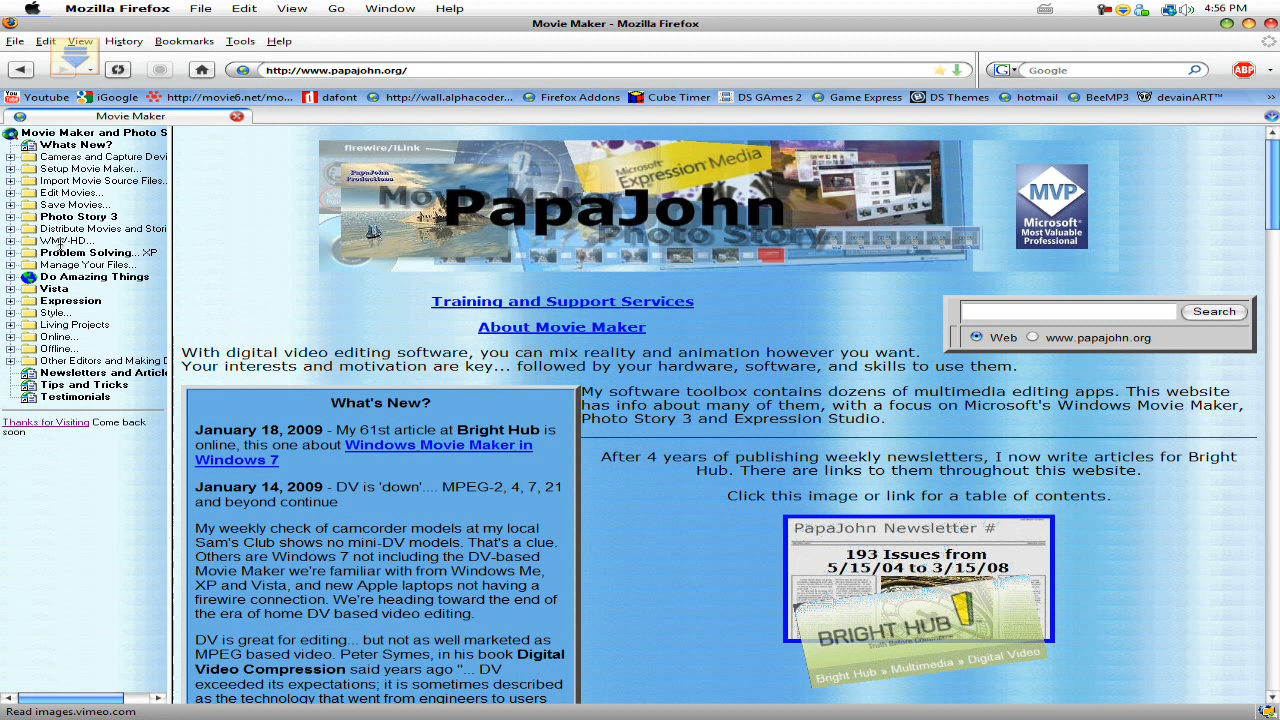 Mozilla Firefox File Edit View Go Window Help 4:56 PM
Movie Maker - Mozilla Firefox
File Edit View History Bookmarks Tools Help
http://www.papajohn.org/ G Google ABP
Youtube iGoogle http://movie6.net/mo... dafont http://wall.alphacoder... Firefox Addons Cube Timer DS GAmes 2 Game Express DS Themes hotmail BeeMP3 devainART™ »
Movie Maker
Movie Maker and Photo S
Whats New?
Cameras and Capture Devi
Setup Movie Maker...
Import Movie Source Files..
Edit Movies...
Save Movies...
Photo Story 3
Distribute Movies and Stori
WMV-HD...
Problem Solving... XP
Manage Your Files...
Do Amazing Things
Vista
Expression
Style...
Living Projects
Online...
Offline...
Other Editors and Making D
Newsletters and Article
Tips and Tricks
Testimonials
Thanks for Visiting Come back
soon
firewire/iLink
PapaJohn
Productions
Microsoft
Expression Media
Movie Maker
PapaJohn
Photo Story
MVP
Microsoft®
Most Valuable
Professional
Training and Support Services
About Movie Maker
Search
Web www.papajohn.org
With digital video editing software, you can mix reality and animation however you want.
Your interests and motivation are key... followed by your hardware, software, and skills to use them.
What's New?
January 18, 2009 - My 61st article at Bright Hub is
online, this one about Windows Movie Maker in
Windows 7
January 14, 2009 - DV is 'down'.... MPEG-2, 4, 7, 21
and beyond continue
My weekly check of camcorder models at my local
Sam's Club shows no mini-DV models. That's a clue.
Others are Windows 7 not including the DV-based
Movie Maker we're familiar with from Windows Me,
XP and Vista, and new Apple laptops not having a
firewire connection. We're heading toward the end of
the era of home DV based video editing.
DV is great for editing... but not as well marketed as
MPEG based video. Peter Symes, in his book Digital
Video Compression said years ago "... DV
exceeded its expectations; it is sometimes described
as the technology that went from engineers to users
My software toolbox contains dozens of multimedia editing apps. This website
has info about many of them, with a focus on Microsoft's Windows Movie Maker,
Photo Story 3 and Expression Studio.
After 4 years of publishing weekly newsletters, I now write articles for Bright
Hub. There are links to them throughout this website.
Click this image or link for a table of contents.
PapaJohn Newsletter #
193 Issues from
5/15/04 to 3/15/08
BRIGHT HUB
Bright Hub » Multimedia » Digital Video
Read images.vimeo.com